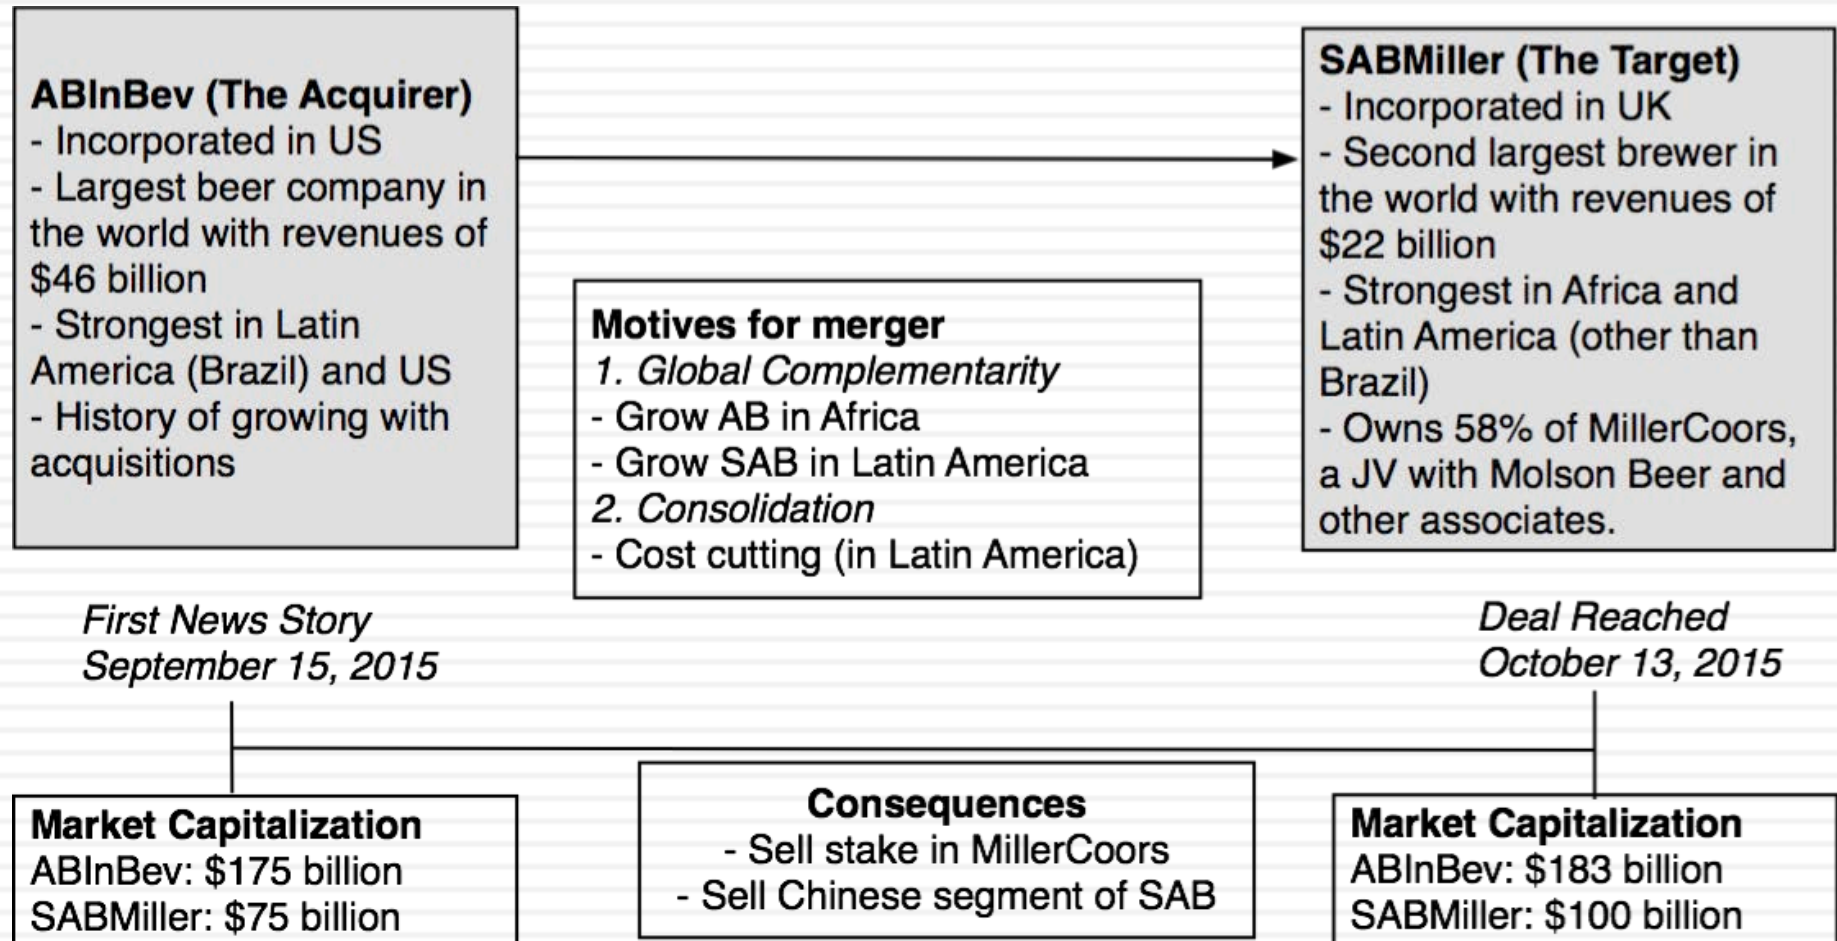 ABInBev (The Acquirer)
- Incorporated in US
- Largest beer company in
the world with revenues of
$46 billion
- Strongest in Latin
America (Brazil) and US
- History of growing with
acquisitions
SABMiller (The Target)
- Incorporated in UK
- Second largest brewer in
the world with revenues of
$22 billion
- Strongest in Africa and
Latin America (other than
Brazil)
- Owns 58% of MillerCoors,
a JV with Molson Beer and
other associates.
Motives for merger
1. Global Complementarity
- Grow AB in Africa
- Grow SAB in Latin America
2. Consolidation
- Cost cutting (in Latin America)
First News Story
September 15, 2015
Deal Reached
October 13, 2015
Market Capitalization
ABInBev: $175 billion
SABMiller: $75 billion
Consequences
- Sell stake in MillerCoors
- Sell Chinese segment of SAB
Market Capitalization
ABInBev: $183 billion
SABMiller: $100 billion